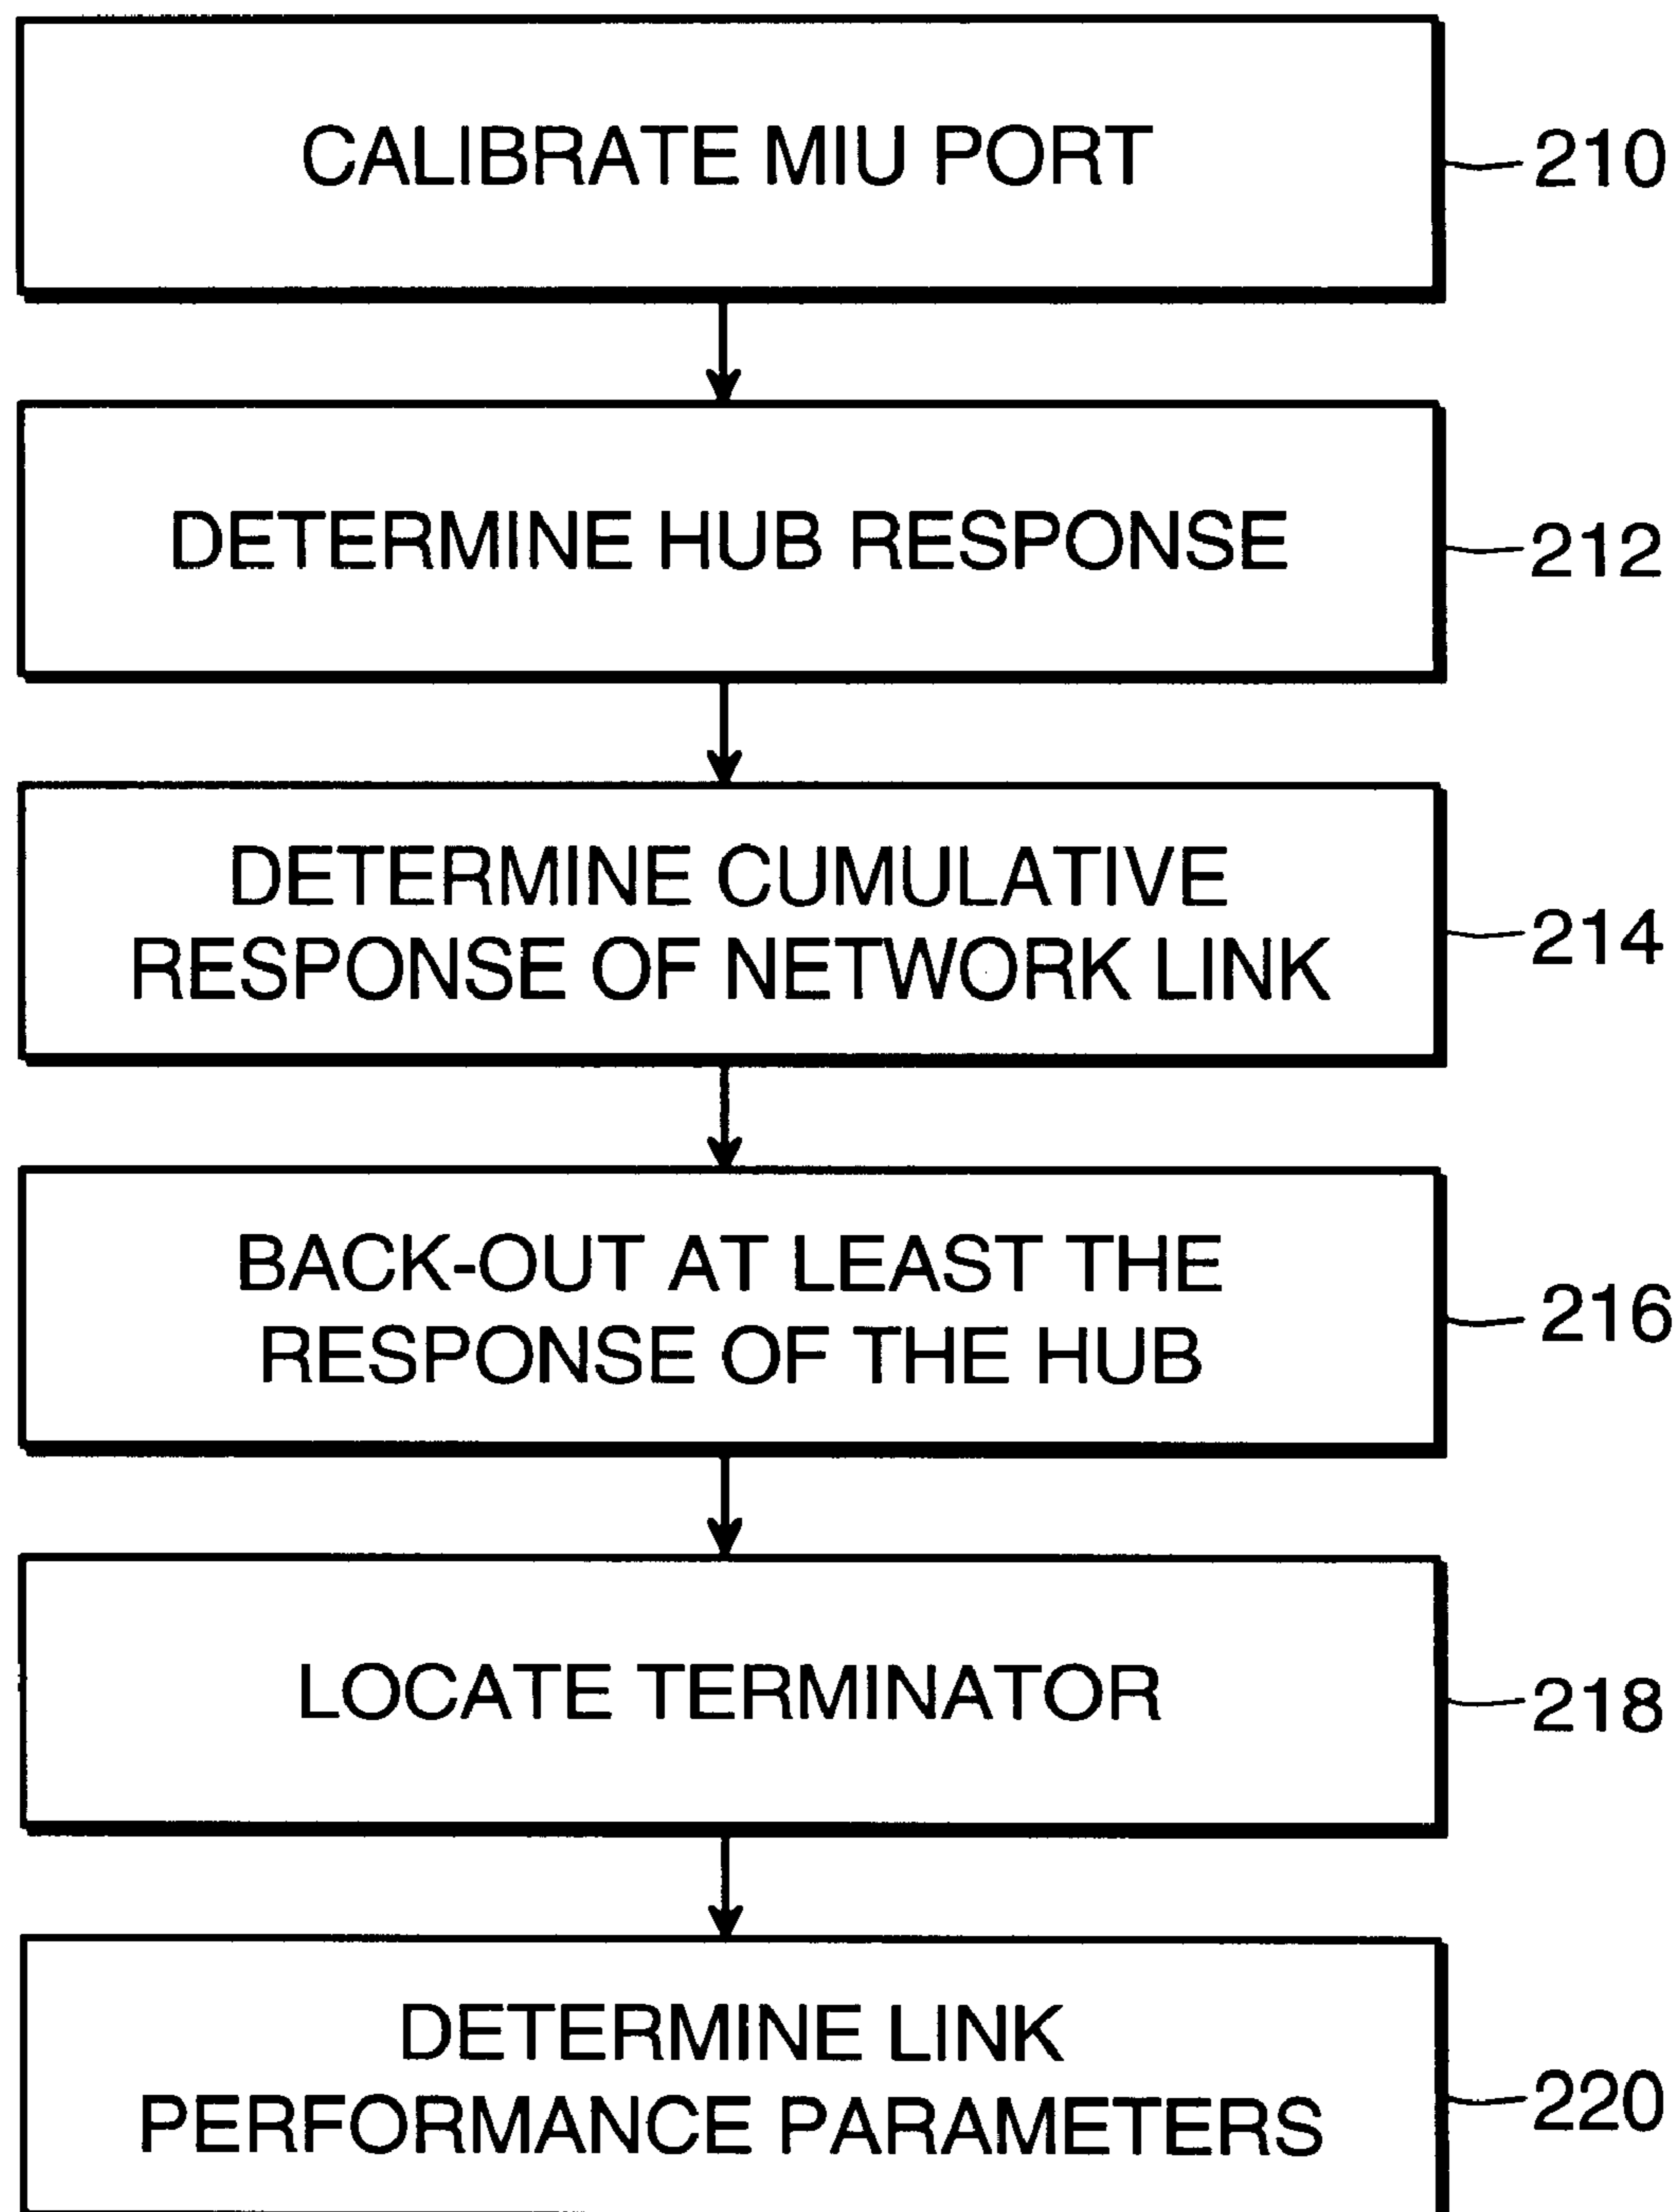 CALIBRATE MIU PORT
210
DETERMINE HUB RESPONSE
212
DETERMINE CUMULATIVE
RESPONSE OF NETWORK LINK
214
BACK-OUT AT LEAST THE
RESPONSE OF THE HUB
216
LOCATE TERMINATOR
218
DETERMINE LINK
PERFORMANCE PARAMETERS
220